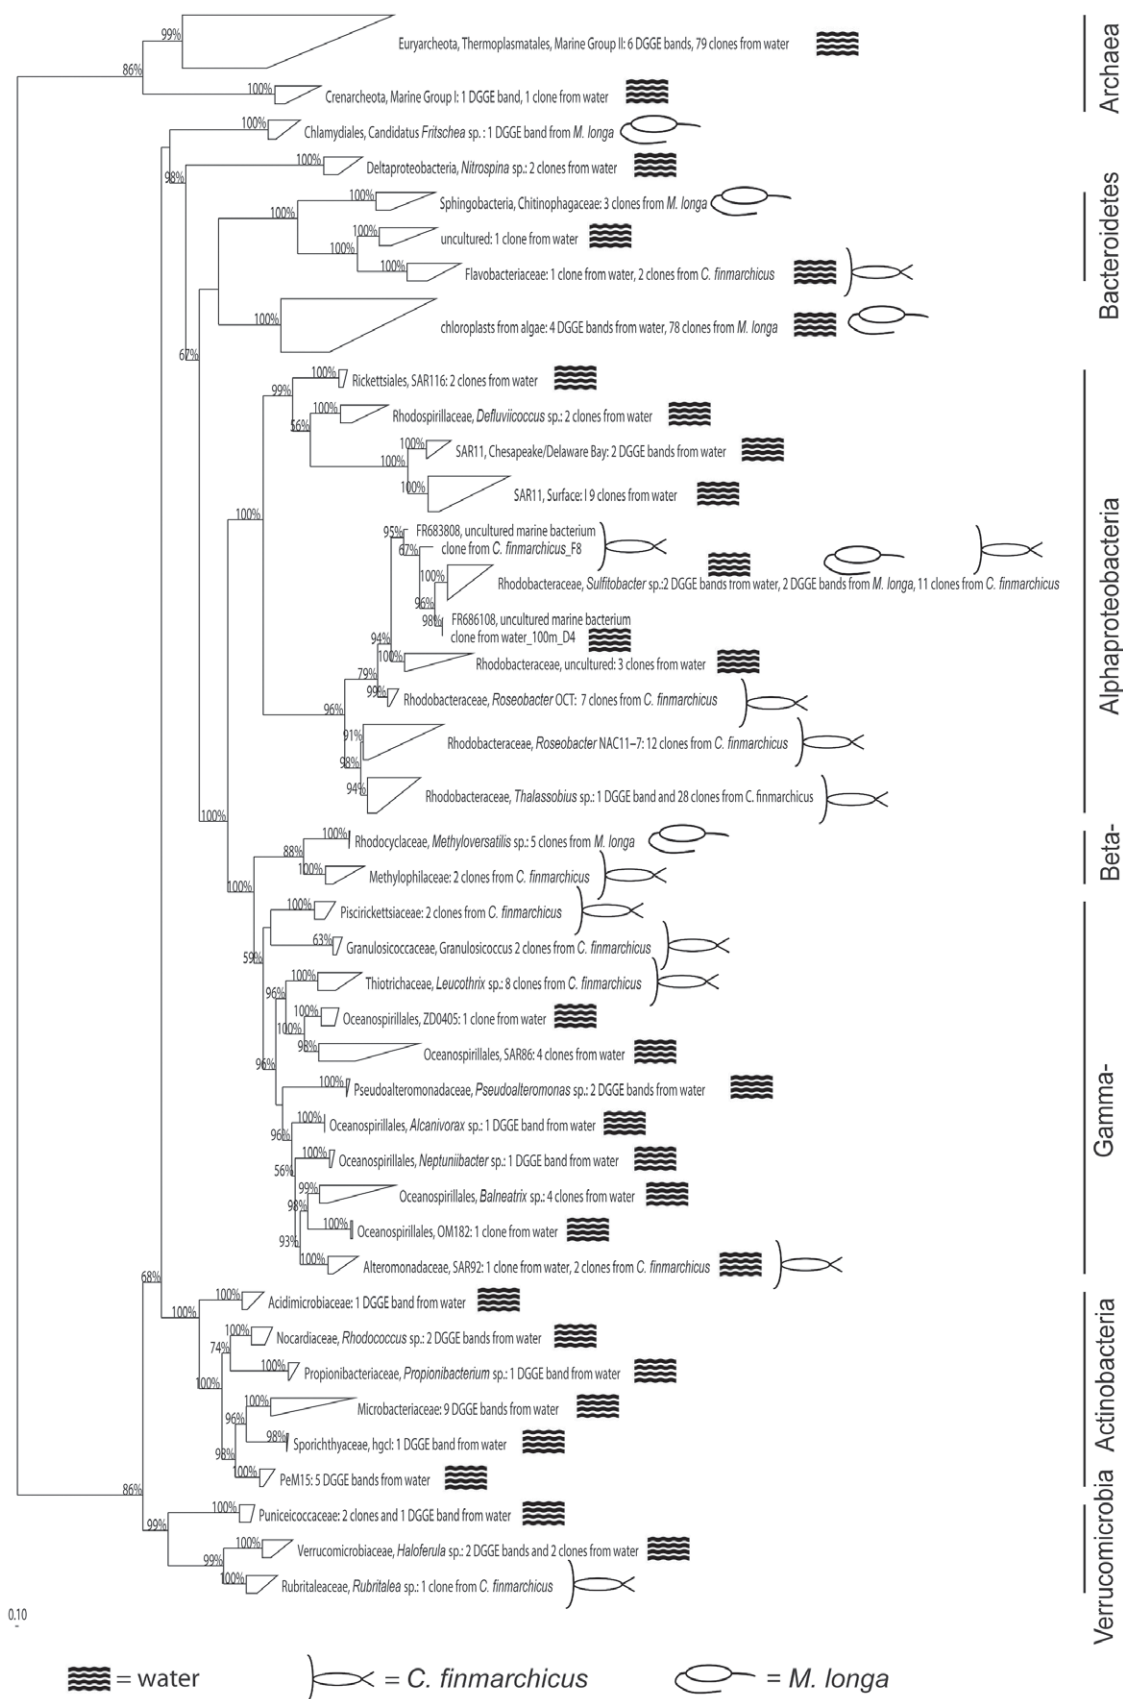 99%
Euryarcheota, Thermoplasmatales, Marine Group II: 6 DGGE bands, 79 clones from water
86%
100%
Crenarcheota, Marine Group I: 1 DGGE band, 1 clone from water
Archaea
100%
Chlamydiales, Candidatus Fritschea sp. : 1 DGGE band from M. longa
98%
100%
Deltaproteobacteria, Nitrospina sp.: 2 clones from water
100%
Sphingobacteria, Chitinophagaceae: 3 clones from M. longa
100%
100%
uncultured: 1 clone from water
100%
100%
Flavobacteriaceae: 1 clone from water, 2 clones from C. finmarchicus
Bacteroidetes
100%
chloroplasts from algae: 4 DGGE bands from water, 78 clones from M. longa
67%
100%
Rickettsiales, SAR116: 2 clones from water
99%
100%
Rhodospirillaceae, Defluviicoccus sp.: 2 clones from water
56%
100%
SAR11, Chesapeake/Delaware Bay: 2 DGGE bands from water
100%
100%
SAR11, Surface: I 9 clones from water
100%
95%
FR683808, uncultured marine bacterium
clone from C. finmarchicus_F8
67%
100%
Rhodobacteraceae, Sulfitobacter sp.:2 DGGE bands from water, 2 DGGE bands from M. longa, 11 clones from C. finmarchicus
96%
98%
FR686108, uncultured marine bacterium
clone from water_100m_D4
94%
100%
Rhodobacteraceae, uncultured: 3 clones from water
79%
99%
Rhodobacteraceae, Roseobacter OCT: 7 clones from C. finmarchicus
96%
91%
Rhodobacteraceae, Roseobacter NAC11–7: 12 clones from C. finmarchicus
98%
94%
Rhodobacteraceae, Thalassobius sp.: 1 DGGE band and 28 clones from C. finmarchicus
Alphaproteobacteria
100%
100%
Rhodocyclaceae, Methyloversatilis sp.: 5 clones from M. longa
88%
100%
Methylophilaceae: 2 clones from C. finmarchicus
Beta-
100%
100%
Piscirickettsiaceae: 2 clones from C. finmarchicus
63%
Granulosicoccaceae, Granulosicoccus 2 clones from C. finmarchicus
59%
100%
Thiotrichaceae, Leucothrix sp.: 8 clones from C. finmarchicus
96%
100%
Oceanospirillales, ZD0405: 1 clone from water
100%
98%
Oceanospirillales, SAR86: 4 clones from water
96%
100%
Pseudoalteromonadaceae, Pseudoalteromonas sp.: 2 DGGE bands from water
100%
Oceanospirillales, Alcanivorax sp.: 1 DGGE band from water
96%
100%
Oceanospirillales, Neptuniibacter sp.: 1 DGGE band from water
56%
99%
Oceanospirillales, Balneatrix sp.: 4 clones from water
98%
100%
Oceanospirillales, OM182: 1 clone from water
93%
100%
Alteromonadaceae, SAR92: 1 clone from water, 2 clones from C. finmarchicus
Gamma-
68%
100%
Acidimicrobiaceae: 1 DGGE band from water
100%
100%
Nocardiaceae, Rhodococcus sp.: 2 DGGE bands from water
74%
100%
Propionibacteriaceae, Propionibacterium sp.: 1 DGGE band from water
100%
100%
Microbacteriaceae: 9 DGGE bands from water
96%
98%
Sporichthyaceae, hgcI: 1 DGGE band from water
98%
100%
PeM15: 5 DGGE bands from water
Actinobacteria
86%
100%
Puniceicoccaceae: 2 clones and 1 DGGE band from water
99%
100%
Verrucomicrobiaceae, Haloferula sp.: 2 DGGE bands and 2 clones from water
99%
100%
Rubritaleaceae, Rubritalea sp.: 1 clone from C. finmarchicus
Verrucomicrobia
0.10
= water
= C. finmarchicus
= M. longa